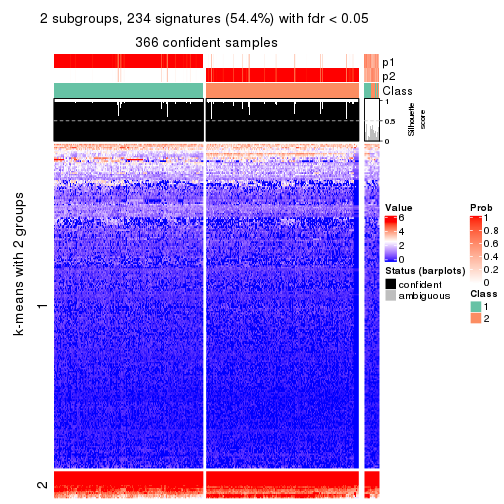 2 subgroups, 234 signatures (54.4%) with fdr < 0.05
366 confident samples
p1
p2
Class
1
0.5
0
Silhouette
score
k-means with 2 groups
1
2
Value
6
4
2
0
Status (barplots)
confident
ambiguous
Prob
1
0.8
0.6
0.4
0.2
0
Class
1
2